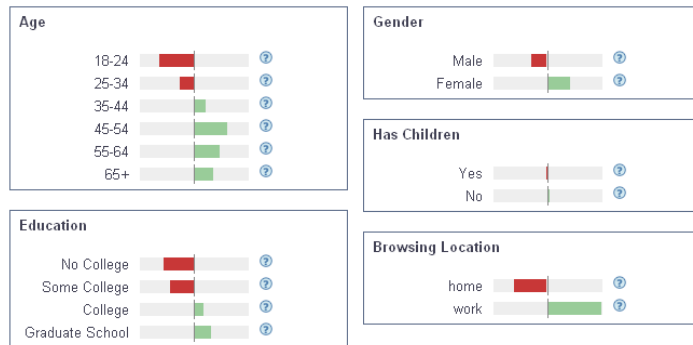 Age
18-24
25-34
35-44
45-54
55-64
65+
Education
No College
Some College
College
Graduate School
Gender
Male
Female
Has Children
Yes
No
Browsing Location
home
work